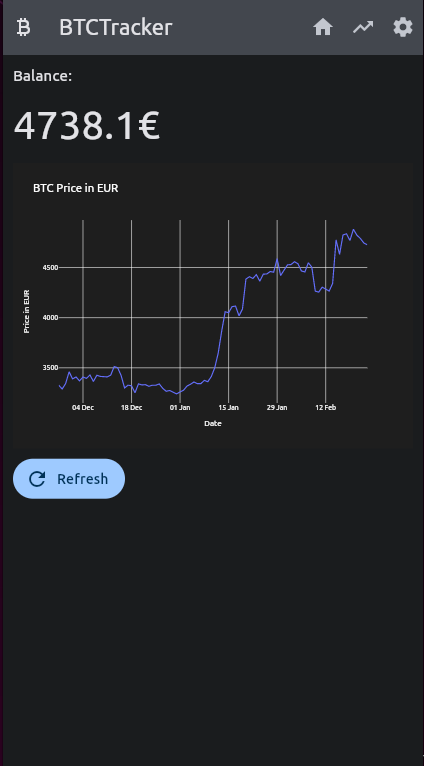 BTCTracker
Balance:
4738.1€
BTC Price in EUR
Price in EUR
4500
4000
3500
04 Dec 18 Dec 01 Jan 15 Jan 29 Jan 12 Feb
Date
Refresh